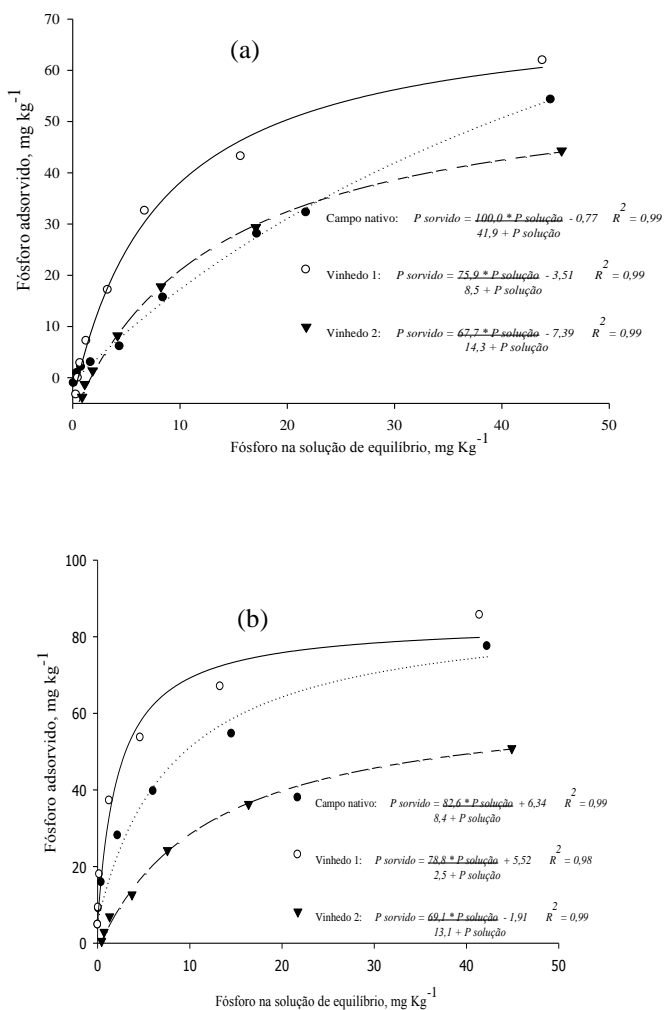 70
(a)
60
50
40
30
20
10
0
Fósforo adsorvido, mg kg-1
Campo nativo: P sorvido = 100,0 * P solução - 0,77 R2 = 0,99
41,9 + P solução
Vinhedo 1: P sorvido = 75,9 * P solução - 3,51 R2 = 0,99
8,5 + P solução
Vinhedo 2: P sorvido = 67,7 * P solução - 7,39 R2 = 0,99
14,3 + P solução
0 10 20 30 40 50
Fósforo na solução de equilíbrio, mg Kg-1
100
(b)
80
60
40
20
0
Fósforo adsorvido, mg kg-1
Campo nativo: P sorvido = 82,6 * P solução + 6,34 R2 = 0,99
8,4 + P solução
Vinhedo 1: P sorvido = 78,8 * P solução + 5,52 R2 = 0,98
2,5 + P solução
Vinhedo 2: P sorvido = 69,1 * P solução - 1,91 R2 = 0,99
13,1 + P solução
0 10 20 30 40 50
Fósforo na solução de equilíbrio, mg Kg-1